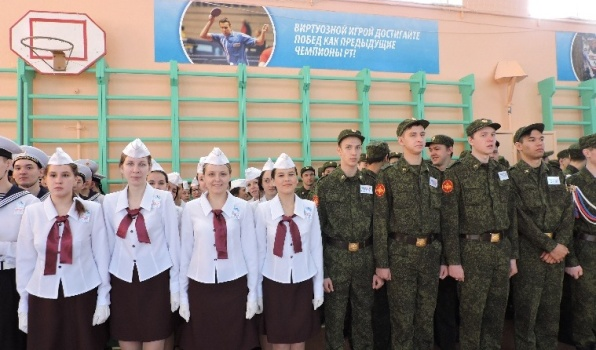 ВИРТУОЗНОЙ ИГРОЙ ДОСТИГАЙТЕ
ПОБЕД КАК ПРЕДЫДУЩИЕ
ЧЕМПИОНЫ РТ!